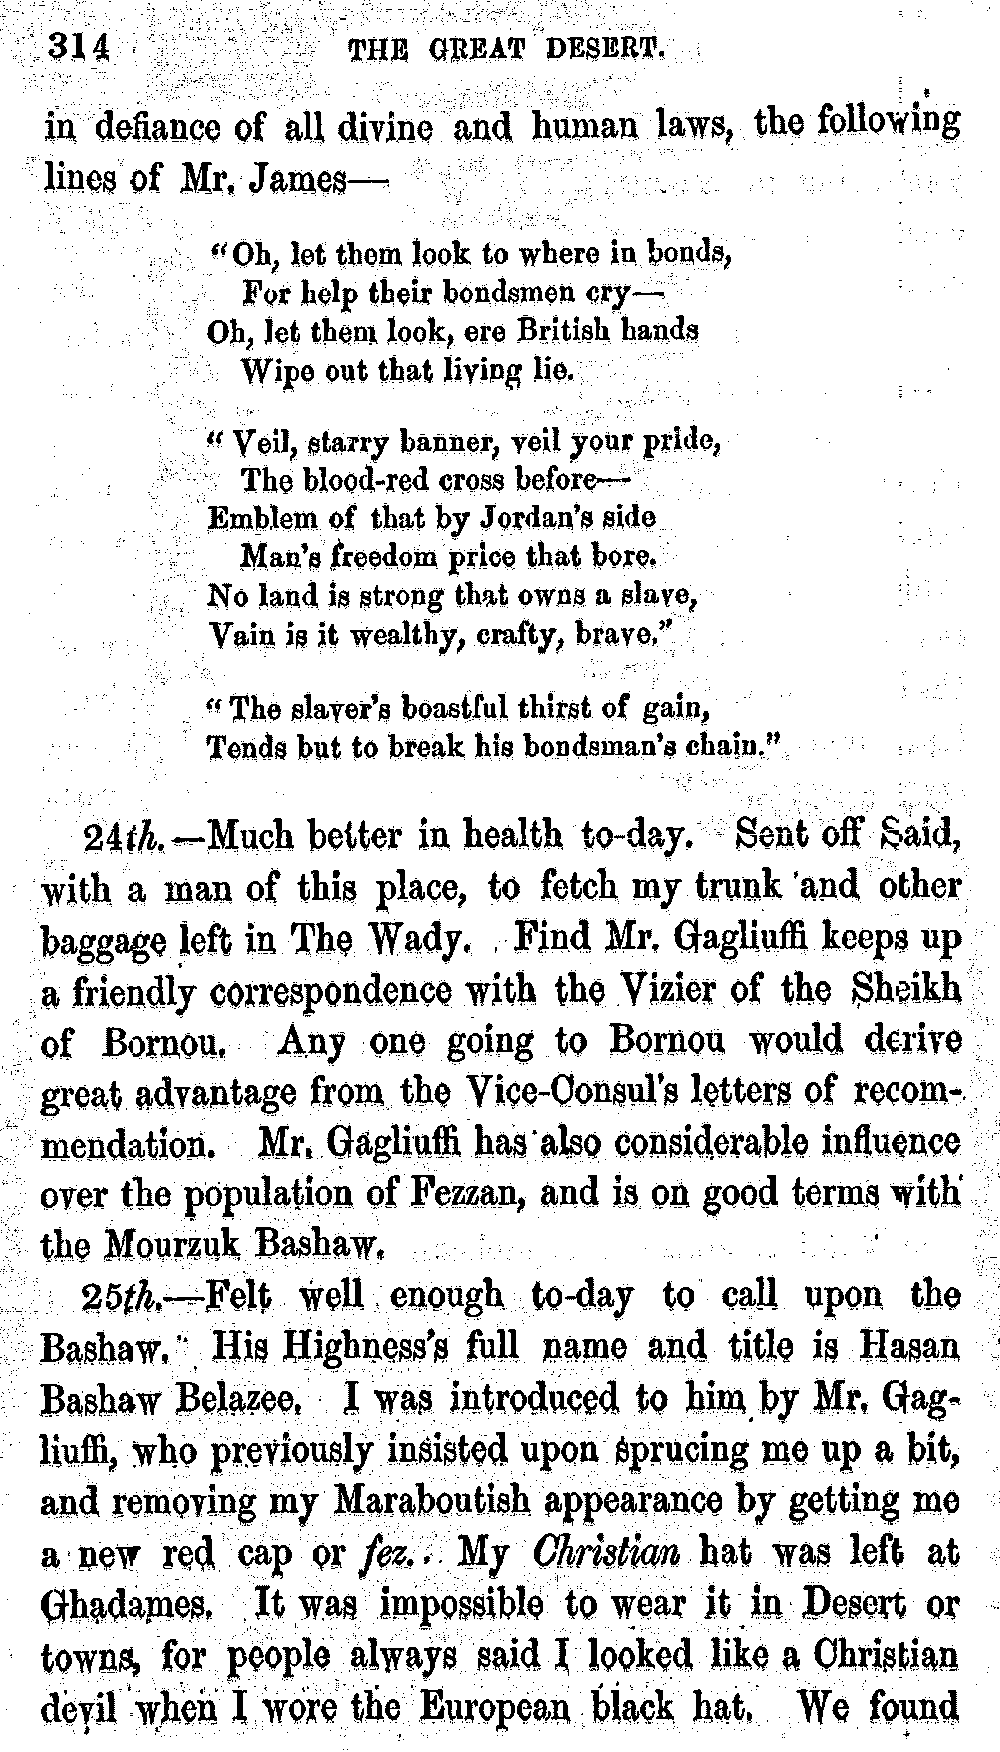 314 THE GREAT DESERT.
in defiance of all divine and human laws, the following
lines of Mr. James—
"Oh, let them look to where in bonds,
For help their bondsmen cry—
Oh, let them look, ere British hands
Wipe out that living lie.
"Veil, starry banner, veil your pride,
The blood-red cross before—
Emblem of that by Jordan's side
Man's freedom price that bore.
No land is strong that owns a slave,
Vain is it wealthy, crafty, brave."
"The slaver's boastful thirst of gain,
Tends but to break his bondsman's chain."
24th.—Much better in health to-day. Sent off Said,
with a man of this place, to fetch my trunk and other
baggage left in The Wady. Find Mr. Gagliuffi keeps up
a friendly correspondence with the Vizier of the Sheikh
of Bornou. Any one going to Bornou would derive
great advantage from the Vice-Consul's letters of recom-
mendation. Mr. Gagliuffi has also considerable influence
over the population of Fezzan, and is on good terms with
the Mourzuk Bashaw.
25th.—Felt well enough to-day to call upon the
Bashaw. His Highness's full name and title is Hasan
Bashaw Belazee. I was introduced to him by Mr. Gag-
liuffi, who previously insisted upon sprucing me up a bit,
and removing my Maraboutish appearance by getting me
a new red cap or fez. My Christian hat was left at
Ghadames. It was impossible to wear it in Desert or
towns, for people always said I looked like a Christian
devil when I wore the European black hat. We found